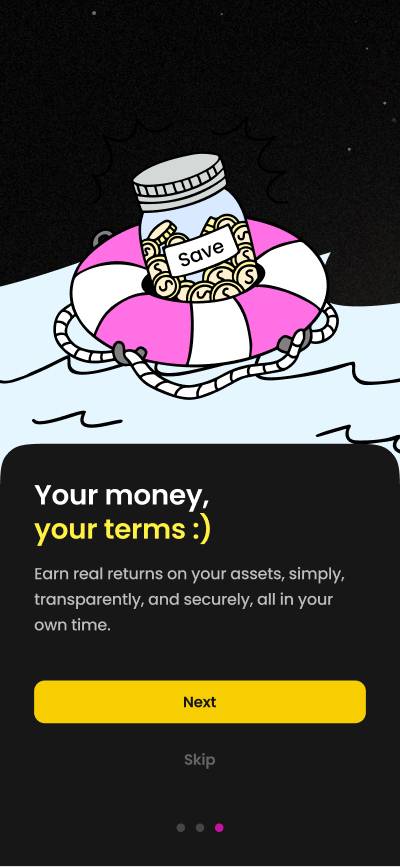 Save
Your money,
your terms :)
Earn real returns on your assets, simply,
transparently, and securely, all in your
own time.
Next
Skip